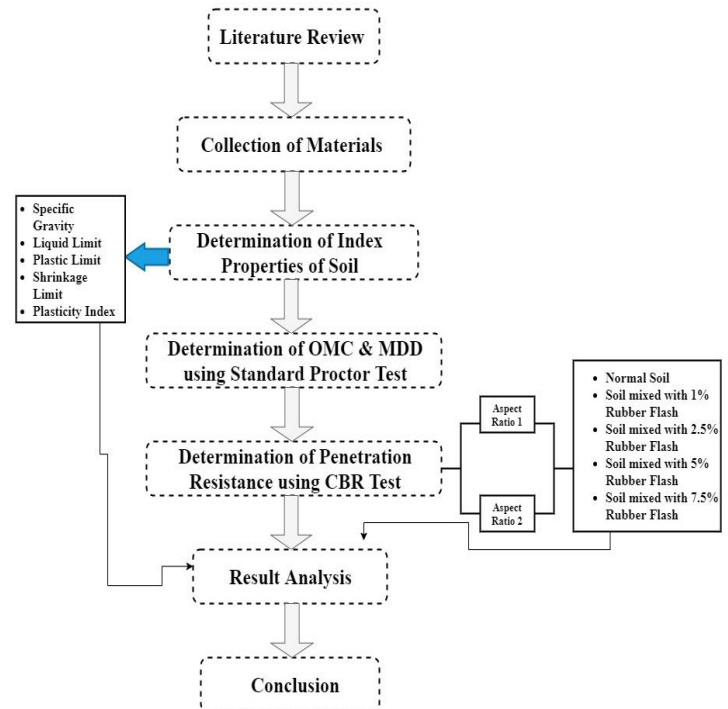 Literature Review
Collection of Materials
• Specific
Gravity
• Liquid Limit
• Plastic Limit
• Shrinkage
Limit
• Plasticity Index
Determination of Index
Properties of Soil
Determination of OMC & MDD
using Standard Proctor Test
Determination of Penetration
Resistance using CBR Test
Aspect
Ratio 1
Aspect
Ratio 2
• Normal Soil
• Soil mixed with 1%
Rubber Flash
• Soil mixed with 2.5%
Rubber Flash
• Soil mixed with 5%
Rubber Flash
• Soil mixed with 7.5%
Rubber Flash
Result Analysis
Conclusion